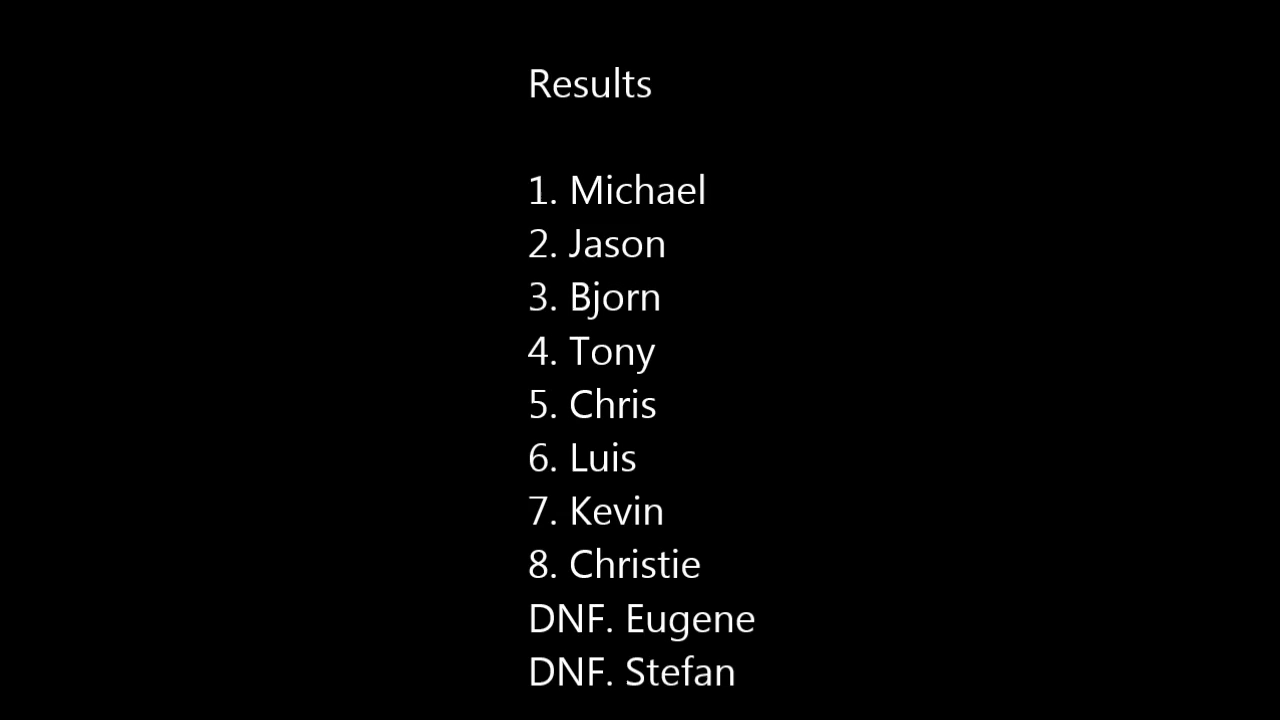 Results
1. Michael
2. Jason
3. Bjorn
4. Tony
5. Chris
6. Luis
7. Kevin
8. Christie
DNF. Eugene
DNF. Stefan